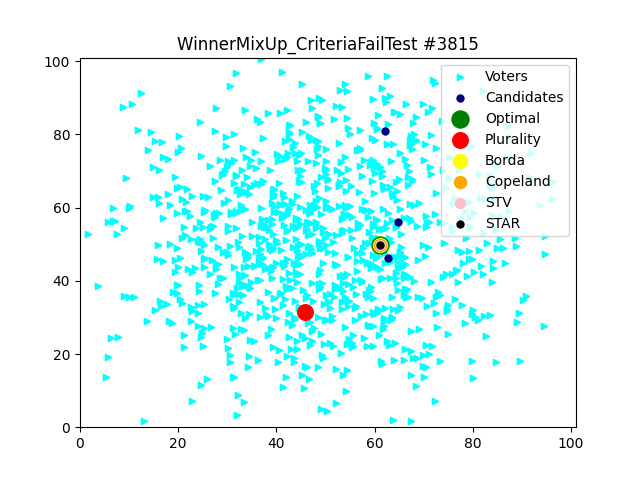 WinnerMixUp_CriteriaFailTest #3815
Voters
Candidates
Optimal
Plurality
Borda
Copeland
STV
STAR
100
80
60
40
20
0
0 20 40 60 80 100